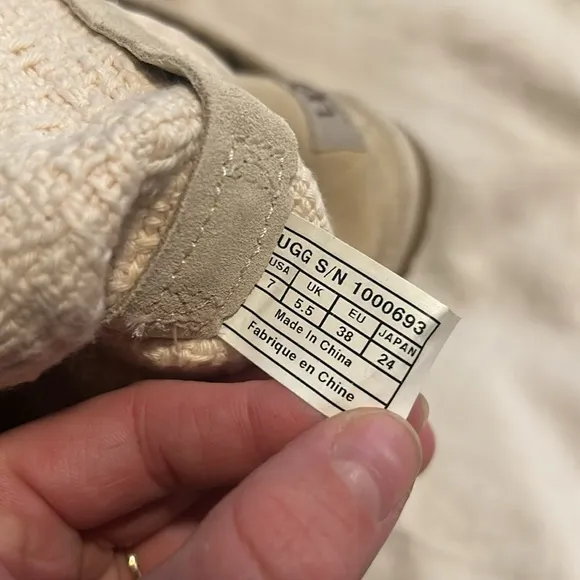 UGG S/N 1000693
USA UK EU JAPAN
7 5.5 38 24
Made In China
Fabrique en Chine